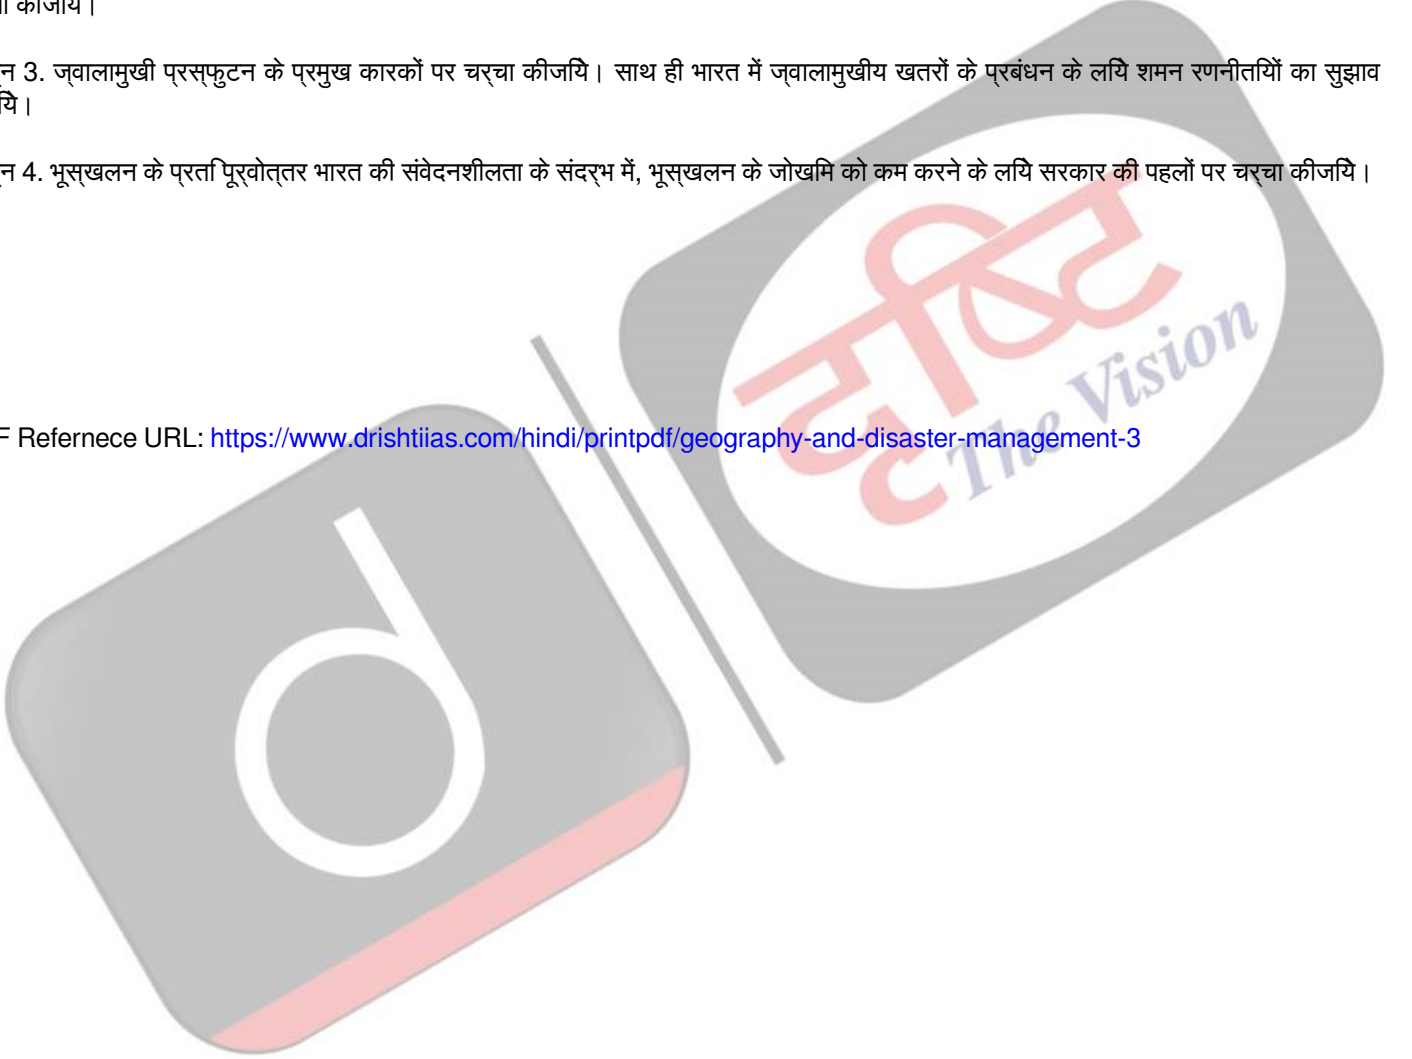 कीजिये।
न 3. ज्वालामुखी प्रस्फुटन के प्रमुख कारकों पर चर्चा कीजिये। साथ ही भारत में ज्वालामुखीय खतरों के प्रबंधन के लिये शमन रणनीतियों का सुझाव
ये।
न 4. भूस्खलन के प्रति पूर्वोत्तर भारत की संवेदनशीलता के संदर्भ में, भूस्खलन के जोखिम को कम करने के लिये सरकार की पहलों पर चर्चा कीजिये।
दृष्टि
The Vision
F Refernece URL: https://www.drishtiias.com/hindi/printpdf/geography-and-disaster-management-3
d